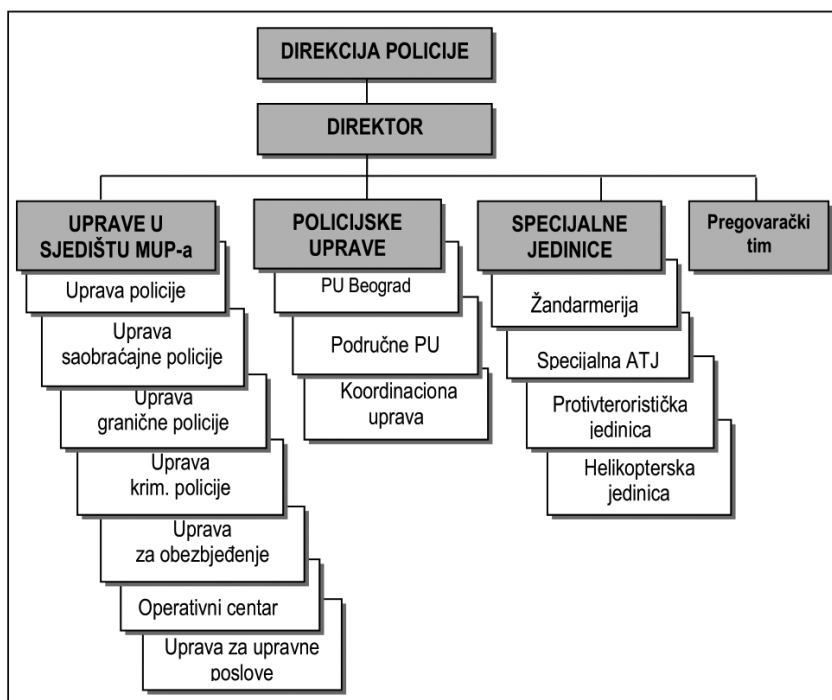 DIREKCIJA POLICIJE
DIREKTOR
UPRAVE U
SJEDIŠTU MUP-a
Uprava policije
Uprava
saobraćajne policije
Uprava
granične policije
Uprava
krim. policije
Uprava
za obezbjeđenje
Operativni centar
Uprava za upravne
poslove
POLICIJSKE
UPRAVE
PU Beograd
Područne PU
Koordinaciona
uprava
SPECIJALNE
JEDINICE
Žandarmerija
Specijalna ATJ
Protivteroristička
jedinica
Helikopterska
jedinica
Pregovarački
tim